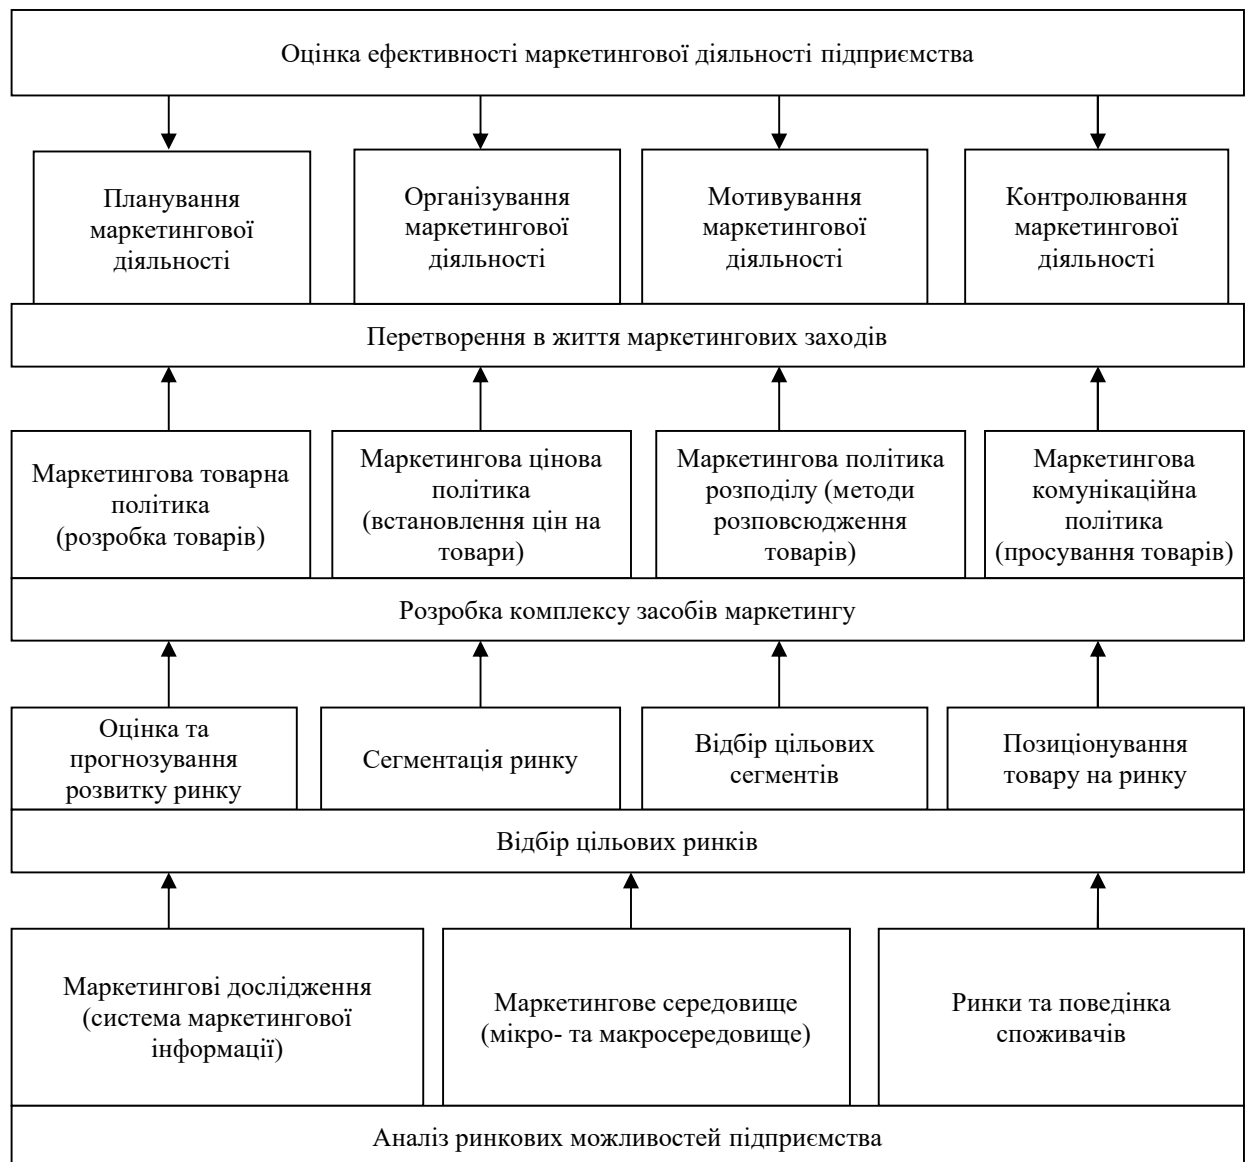 Оцінка ефективності маркетингової діяльності підприємства
Планування
маркетингової
діяльності
Організування
маркетингової
діяльності
Мотивування
маркетингової
діяльності
Контролювання
маркетингової
діяльності
Перетворення в життя маркетингових заходів
Маркетингова товарна
політика
(розробка товарів)
Маркетингова цінова
політика
(встановлення цін на
товари)
Маркетингова політика
розподілу (методи
розповсюдження
товарів)
Маркетингова
комунікаційна
політика
(просування товарів)
Розробка комплексу засобів маркетингу
Оцінка та
прогнозування
розвитку ринку
Сегментація ринку
Відбір цільових
сегментів
Позиціонування
товару на ринку
Відбір цільових ринків
Маркетингові дослідження
(система маркетингової
інформації)
Маркетингове середовище
(мікро- та макросередовище)
Ринки та поведінка
споживачів
Аналіз ринкових можливостей підприємства